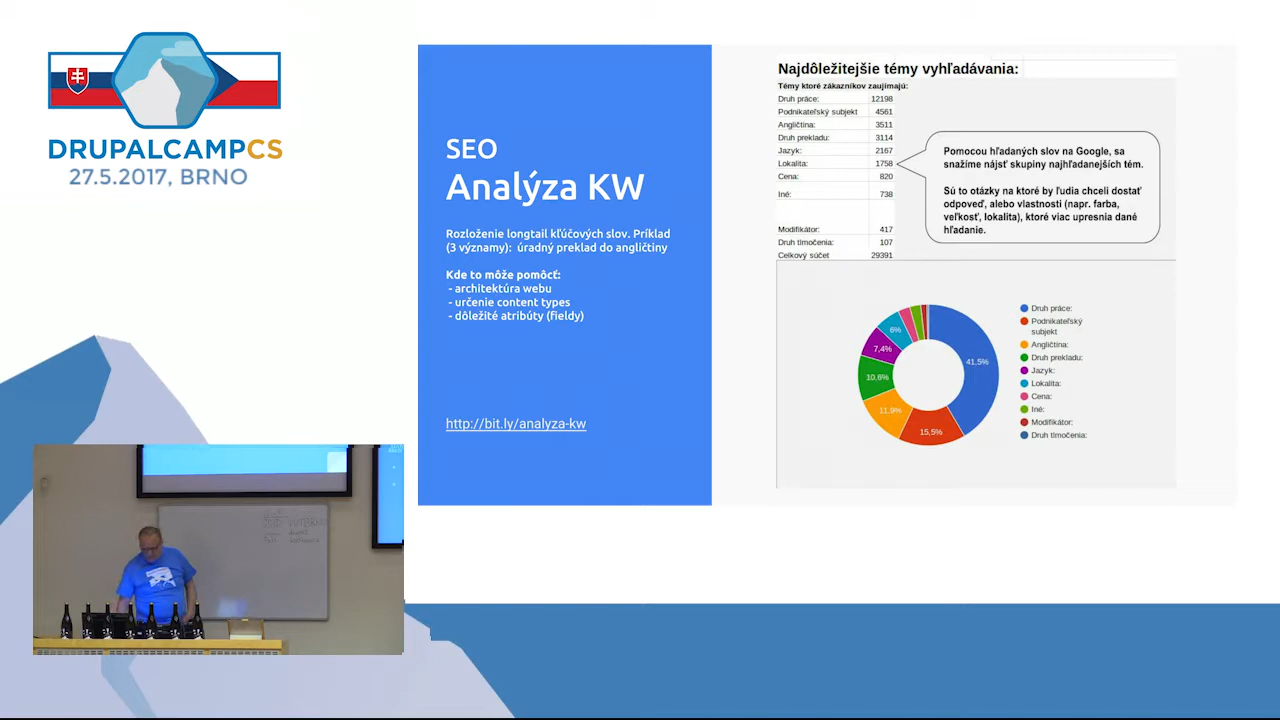 DRUPALCAMPCS
27.5.2017, BRNO
SEO
Analýza KW
Rozloženie longtail kľúčových slov. Príklad
(3 významy): úradný preklad do angličtiny
Kde to môže pomôcť:
- architektúra webu
- určenie content types
- dôležité atribúty (fieldy)
http://bit.ly/analyza-kw
Najdôležitejšie témy vyhľadávania:
Témy ktoré zákazníkov zaujímajú:
Druh práce: 12198
Podnikateľský subjekt 4561
Angličtina: 3511
Druh prekladu: 3114
Jazyk: 2167
Lokalita: 1758
Cena: 820
Iné: 738
Modifikátor: 417
Druh tlmočenia: 107
Celkový súčet 29391
Pomocou hľadaných slov na Google, sa
snažíme nájsť skupiny najhľadanejších tém.
Sú to otázky na ktoré by ľudia chceli dostať
odpoveď, alebo vlastnosti (napr. farba,
veľkosť, lokalita), ktoré viac upresnia dané
hľadanie.
41,5%
15,5%
11,9%
10,6%
7,4%
6%
Druh práce:
Podnikateľský
subjekt
Angličtina:
Druh prekladu:
Jazyk:
Lokalita:
Cena:
Iné:
Modifikátor:
Druh tlmočenia: